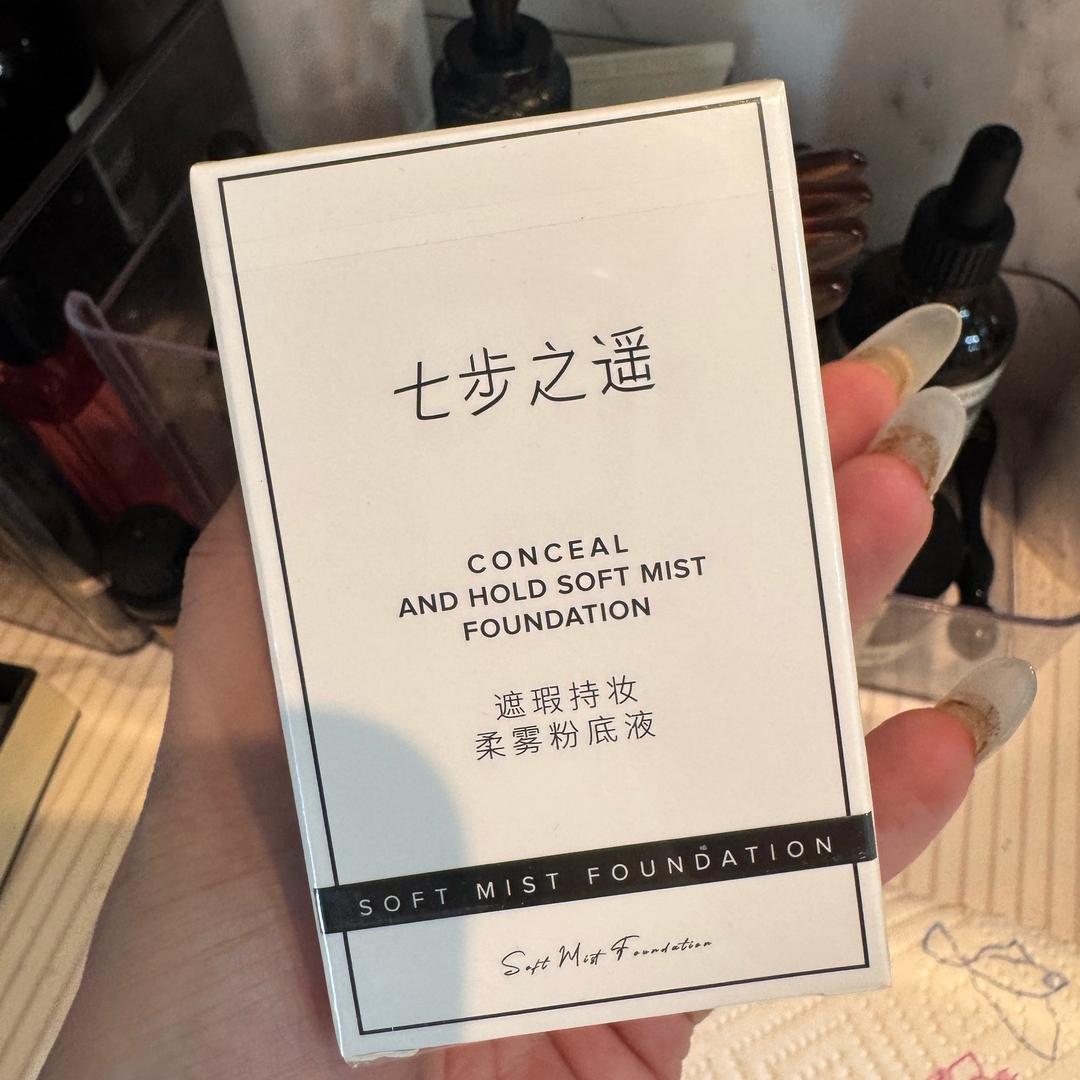 七步之遥
CONCEAL
AND HOLD SOFT MIST
FOUNDATION
遮瑕持妆
柔雾粉底液
SOFT MIST FOUNDATION
Soft Mist Foundation